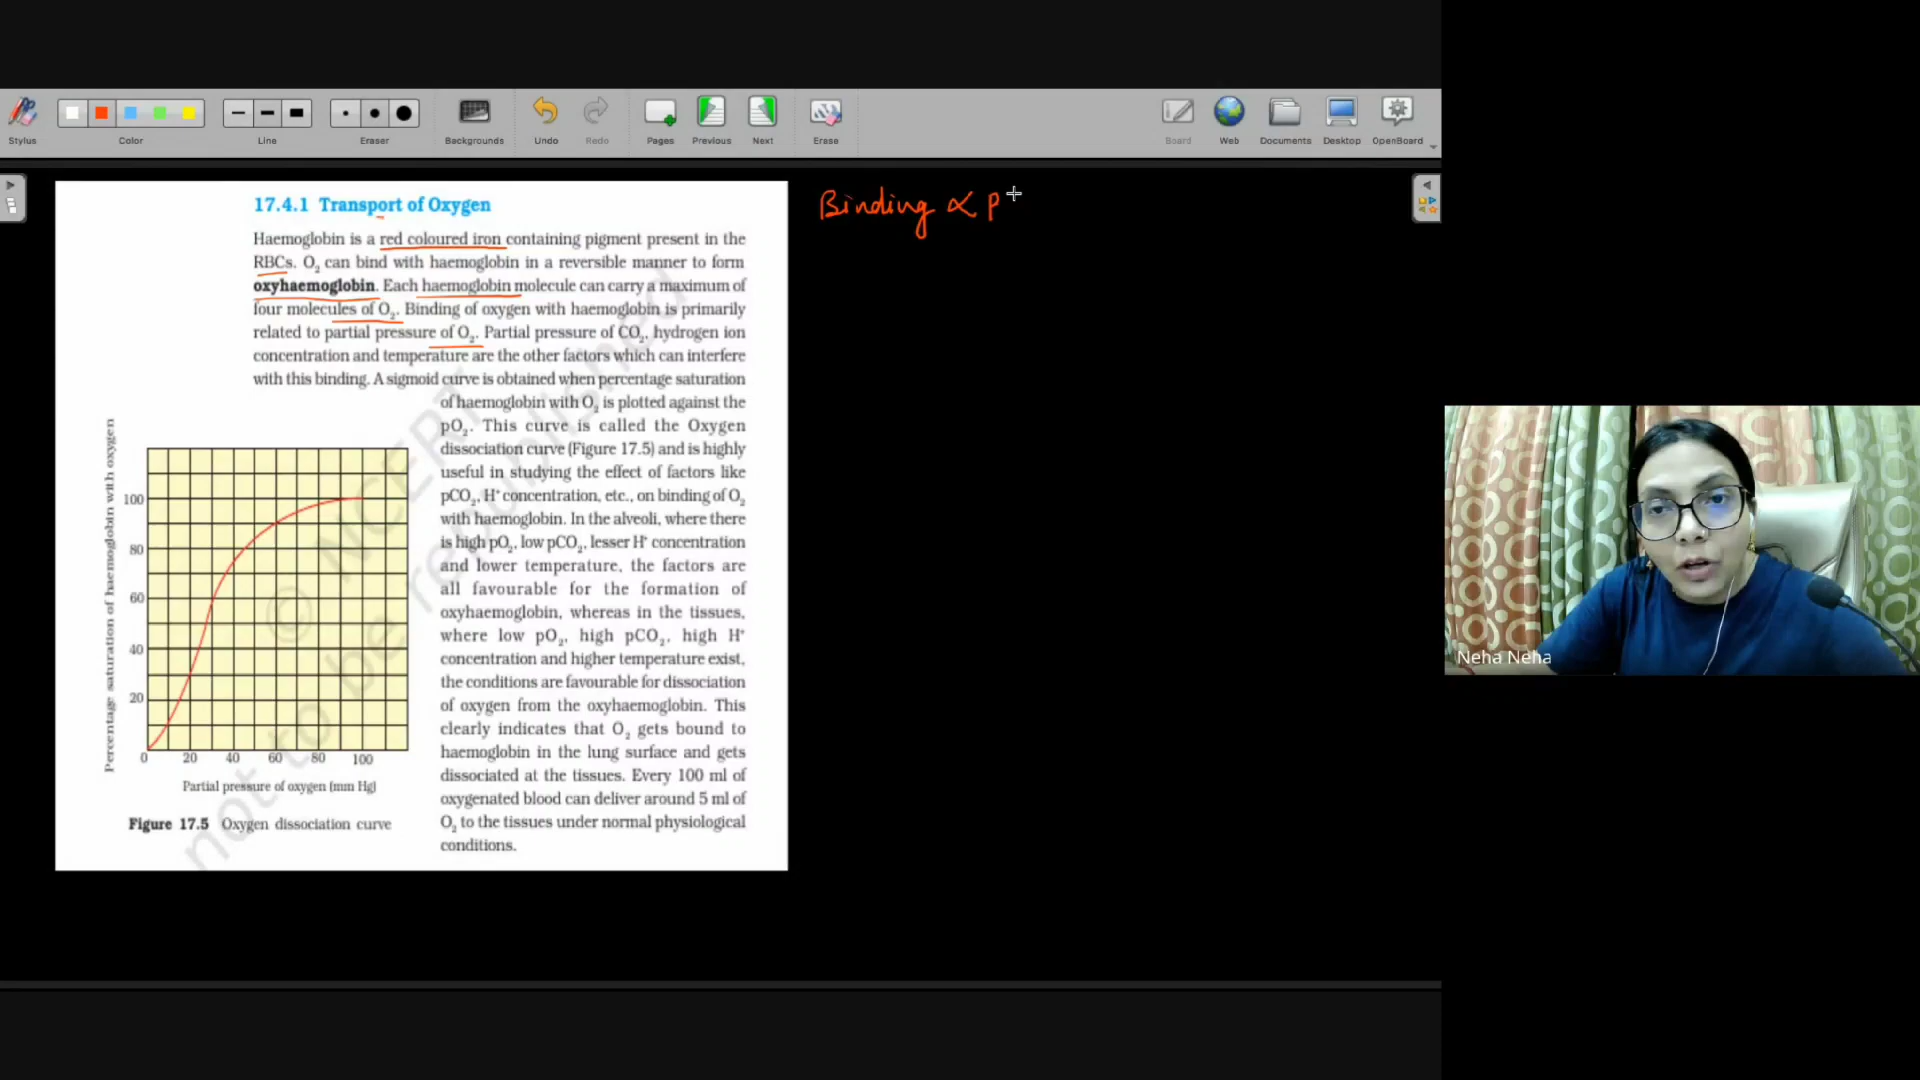 Stylus
Color
Line
Eraser
Backgrounds
Undo
Redo
Pages
Previous
Next
Erase
Board
Web
Documents
Desktop
OpenBoard
17.4.1 Transport of Oxygen
Haemoglobin is a red coloured iron containing pigment present in the
RBCs. O₂ can bind with haemoglobin in a reversible manner to form
oxyhaemoglobin. Each haemoglobin molecule can carry a maximum of
four molecules of O₂. Binding of oxygen with haemoglobin is primarily
related to partial pressure of O₂. Partial pressure of CO₂, hydrogen ion
concentration and temperature are the other factors which can interfere
with this binding. A sigmoid curve is obtained when percentage saturation
of haemoglobin with O₂ is plotted against the
pO₂. This curve is called the Oxygen
dissociation curve (Figure 17.5) and is highly
useful in studying the effect of factors like
pCO₂, H⁺ concentration, etc., on binding of O₂
with haemoglobin. In the alveoli, where there
is high pO₂, low pCO₂, lesser H⁺ concentration
and lower temperature, the factors are
all favourable for the formation of
oxyhaemoglobin, whereas in the tissues,
where low pO₂, high pCO₂, high H⁺
concentration and higher temperature exist,
the conditions are favourable for dissociation
of oxygen from the oxyhaemoglobin. This
clearly indicates that O₂ gets bound to
haemoglobin in the lung surface and gets
dissociated at the tissues. Every 100 ml of
oxygenated blood can deliver around 5 ml of
O₂ to the tissues under normal physiological
conditions.
Percentage saturation of haemoglobin with oxygen
100
80
60
40
20
0 20 40 60 80 100
Partial pressure of oxygen (mm Hg)
Figure 17.5 Oxygen dissociation curve
© NCERT
not to be republished
Binding ∝ p
Neha Neha